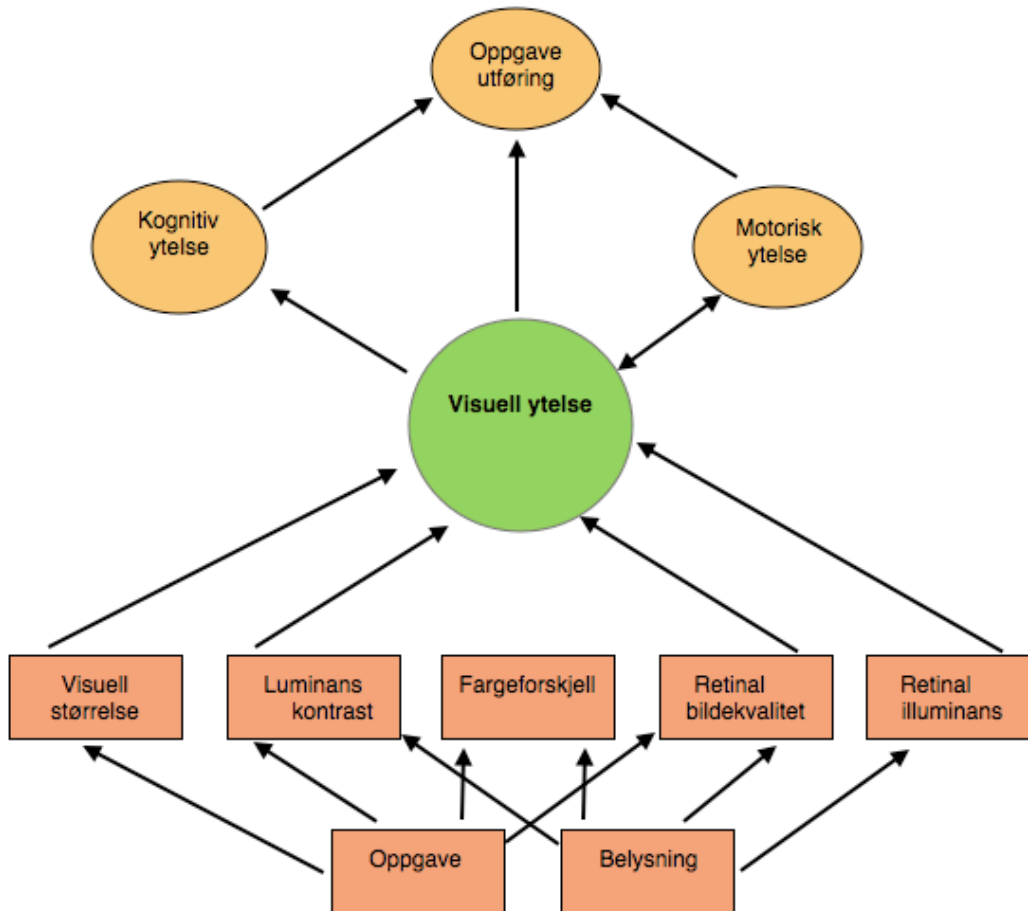 Oppgave
utføring
Kognitiv
ytelse
Motorisk
ytelse
Visuell ytelse
Visuell
størrelse
Luminans
kontrast
Fargeforskjell
Retinal
bildekvalitet
Retinal
illuminans
Oppgave
Belysning